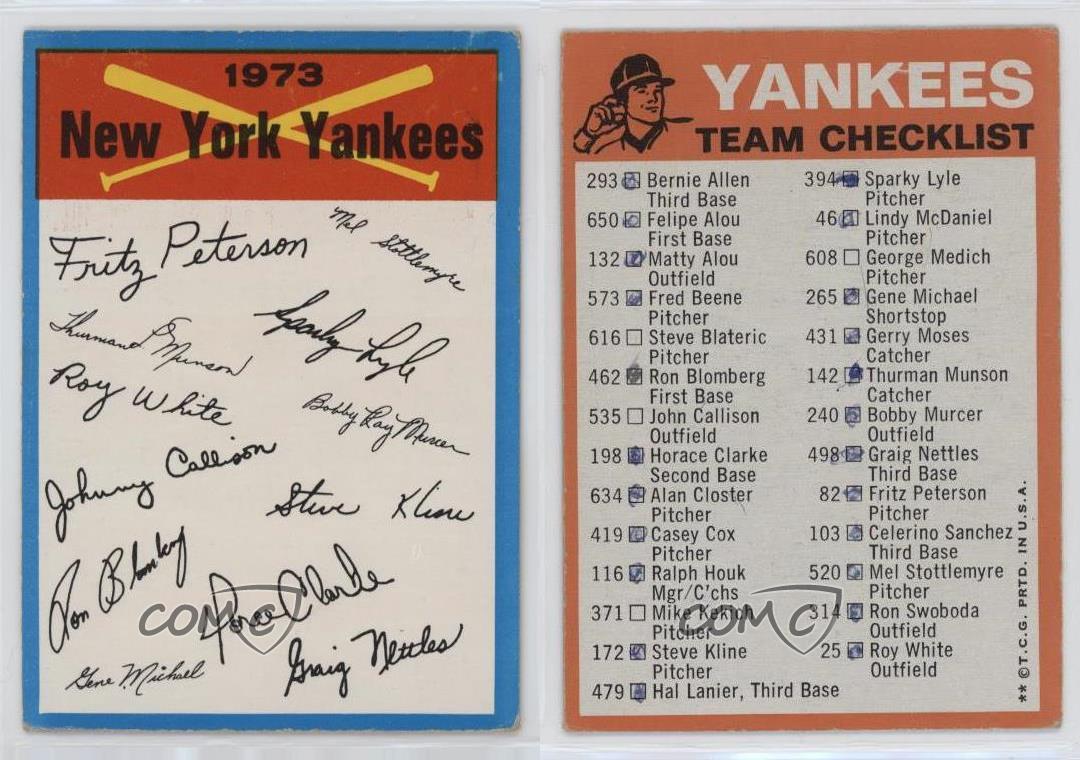 1973
New York Yankees
Fritz Peterson
Mel Stottlemyre
Thurman Munson
Sparky Lyle
Roy White
Bobby Ray Murcer
Johnny Callison
Steve Kline
Ron Blomberg
Horace Clarke
Gene Michael
Graig Nettles
COMC
YANKEES
TEAM CHECKLIST
293 Bernie Allen
Third Base
650 Felipe Alou
First Base
132 Matty Alou
Outfield
573 Fred Beene
Pitcher
616 Steve Blateric
Pitcher
462 Ron Blomberg
First Base
535 John Callison
Outfield
198 Horace Clarke
Second Base
634 Alan Closter
Pitcher
419 Casey Cox
Pitcher
116 Ralph Houk
Mgr/C'chs
371 Mike Kekich
Pitcher
172 Steve Kline
Pitcher
479 Hal Lanier, Third Base
394 Sparky Lyle
Pitcher
46 Lindy McDaniel
Pitcher
608 George Medich
Pitcher
265 Gene Michael
Shortstop
431 Gerry Moses
Catcher
142 Thurman Munson
Catcher
240 Bobby Murcer
Outfield
498 Graig Nettles
Third Base
82 Fritz Peterson
Pitcher
103 Celerino Sanchez
Third Base
520 Mel Stottlemyre
Pitcher
314 Ron Swoboda
Outfield
25 Roy White
Outfield
** © T.C.G. PRTD. IN U.S.A.
COMC